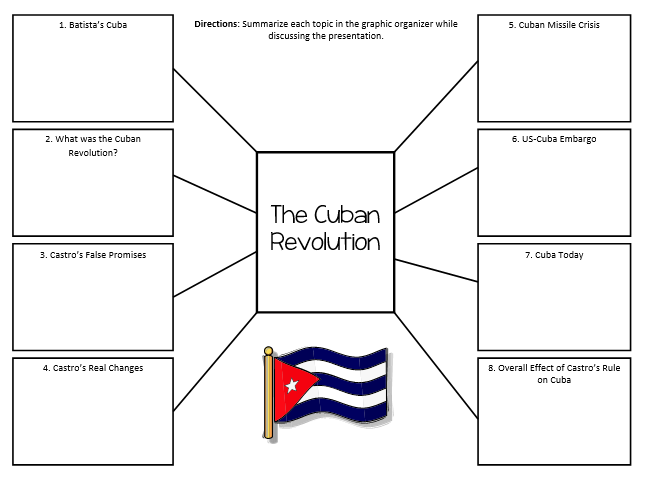 Directions: Summarize each topic in the graphic organizer while
discussing the presentation.
1. Batista's Cuba
2. What was the Cuban
Revolution?
3. Castro's False Promises
4. Castro's Real Changes
The Cuban
Revolution
5. Cuban Missile Crisis
6. US-Cuba Embargo
7. Cuba Today
8. Overall Effect of Castro's Rule
on Cuba